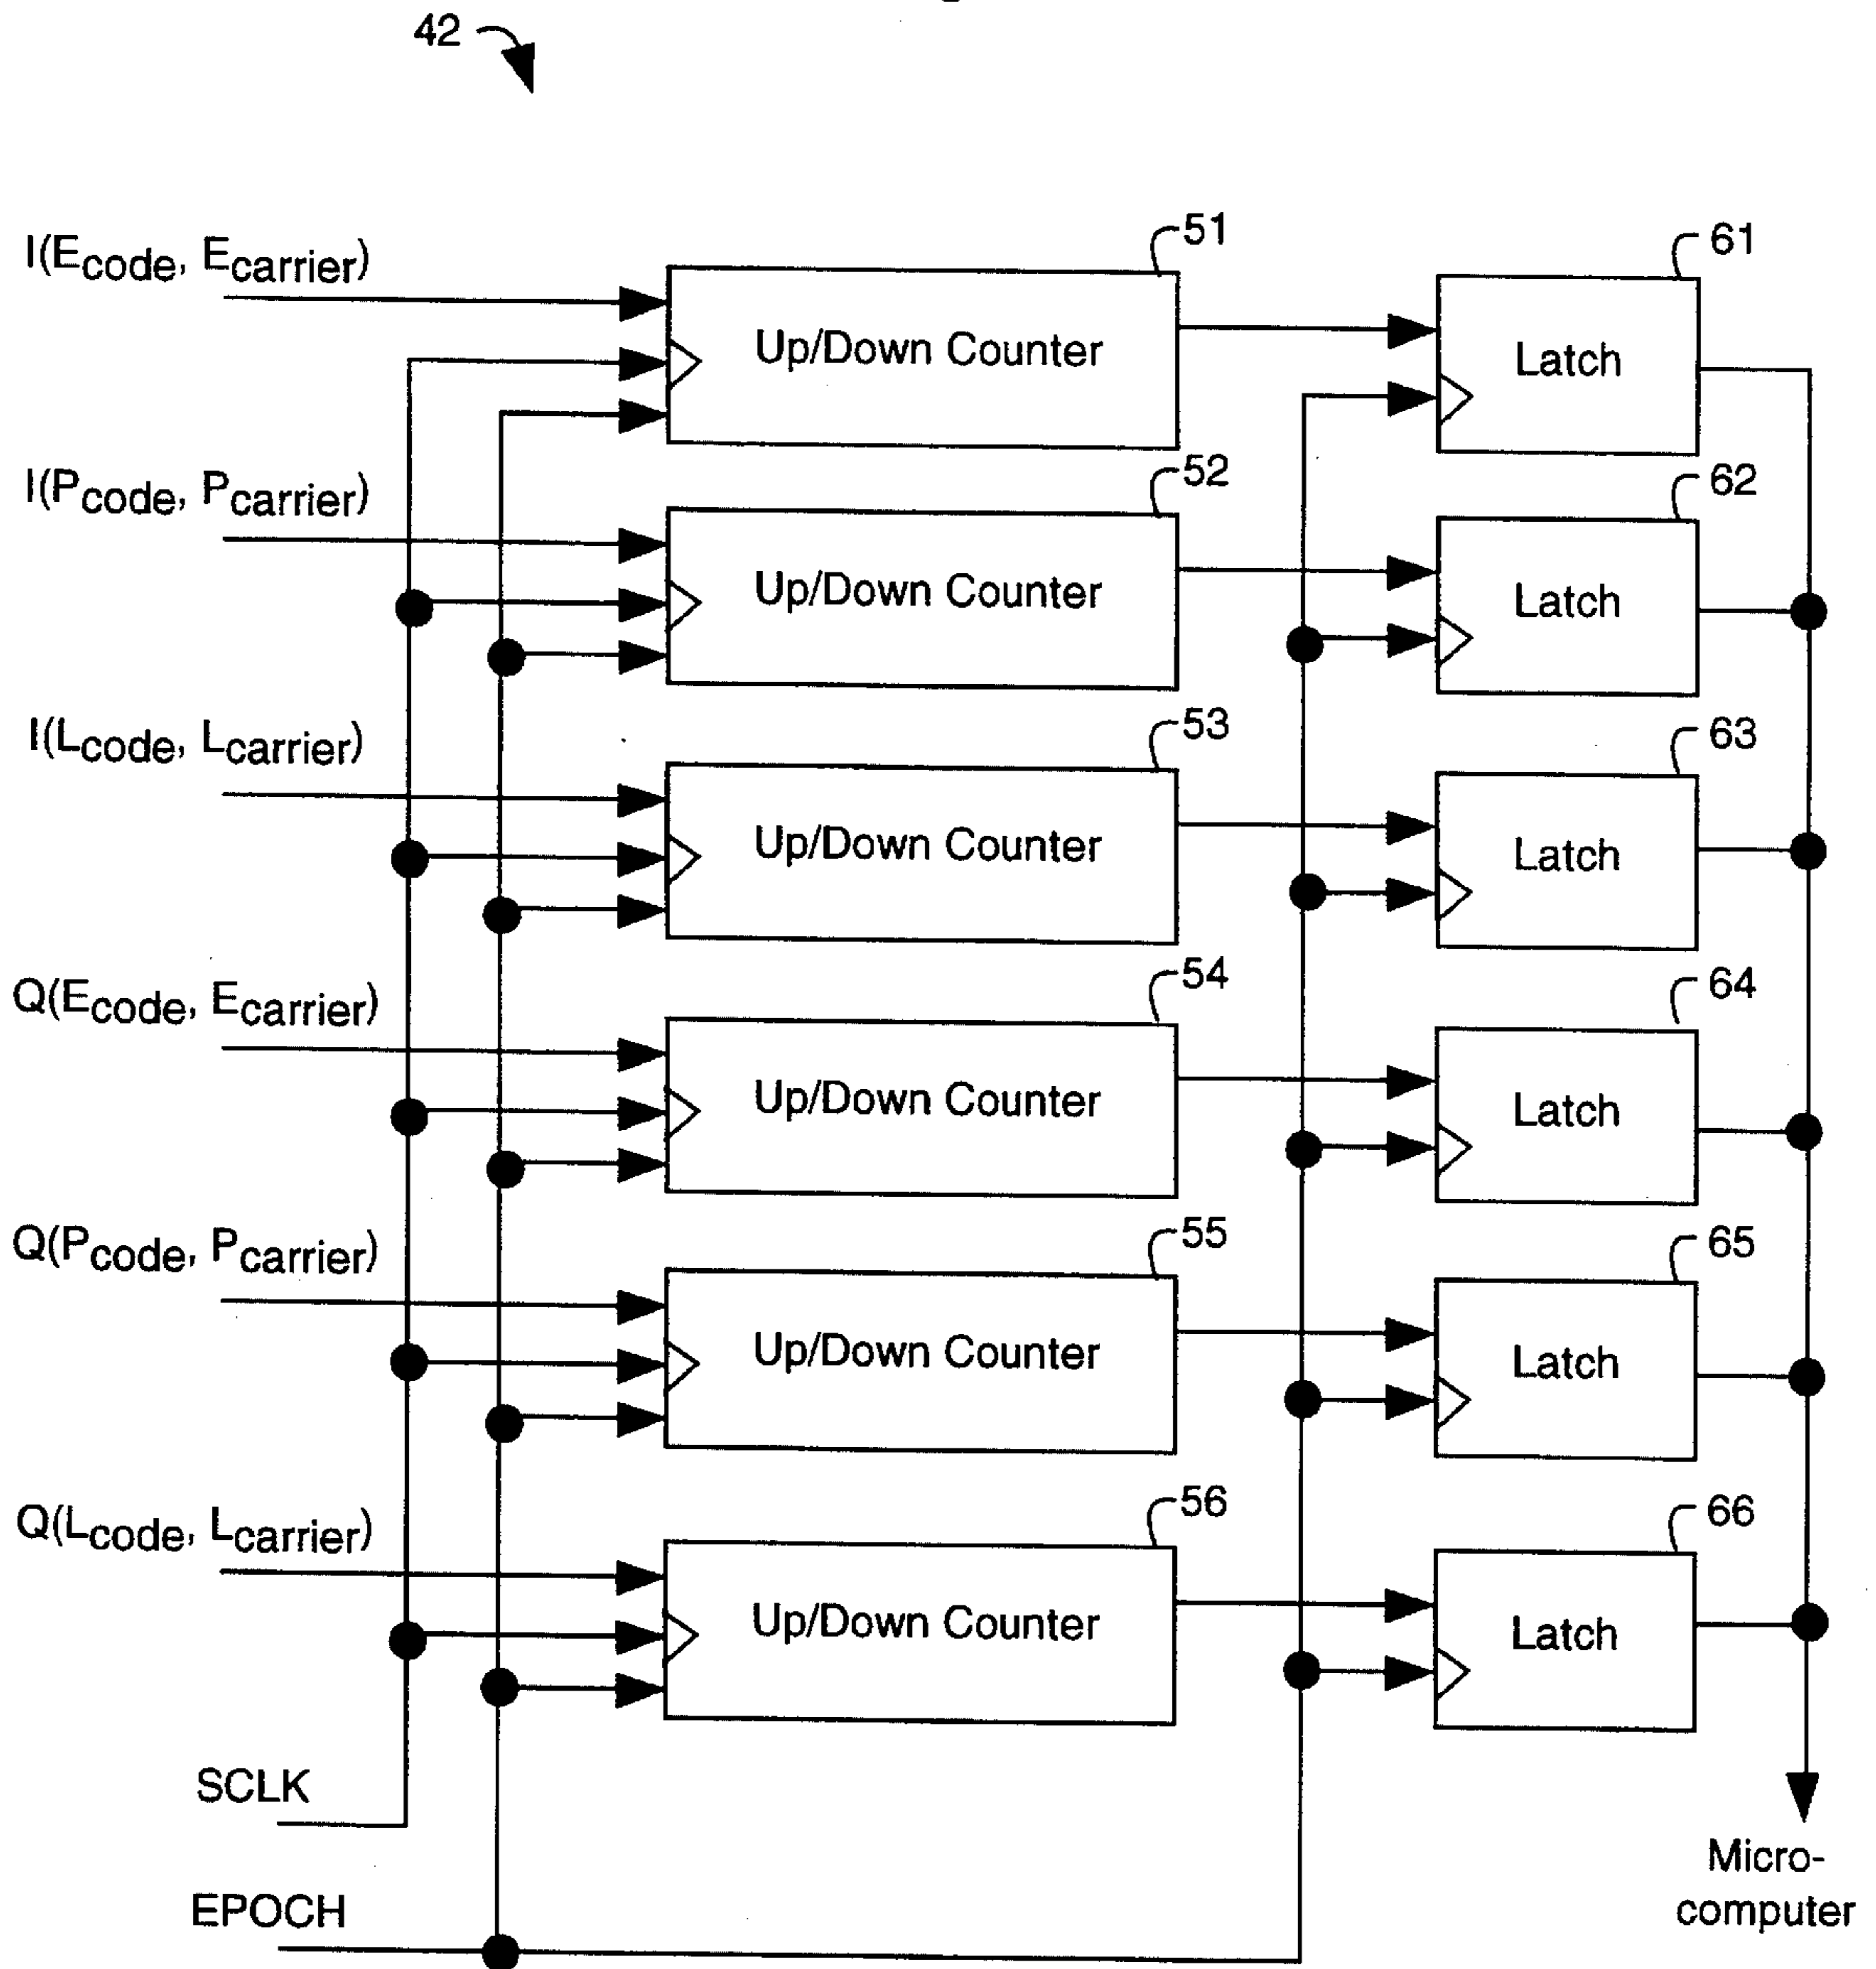 42
51
61
I(Ecode, Ecarrier)
Up/Down Counter
Latch
52
62
I(Pcode, Pcarrier)
Up/Down Counter
Latch
53
63
I(Lcode, Lcarrier)
Up/Down Counter
Latch
54
64
Q(Ecode, Ecarrier)
Up/Down Counter
Latch
55
65
Q(Pcode, Pcarrier)
Up/Down Counter
Latch
56
66
Q(Lcode, Lcarrier)
Up/Down Counter
Latch
SCLK
EPOCH
Micro-
computer